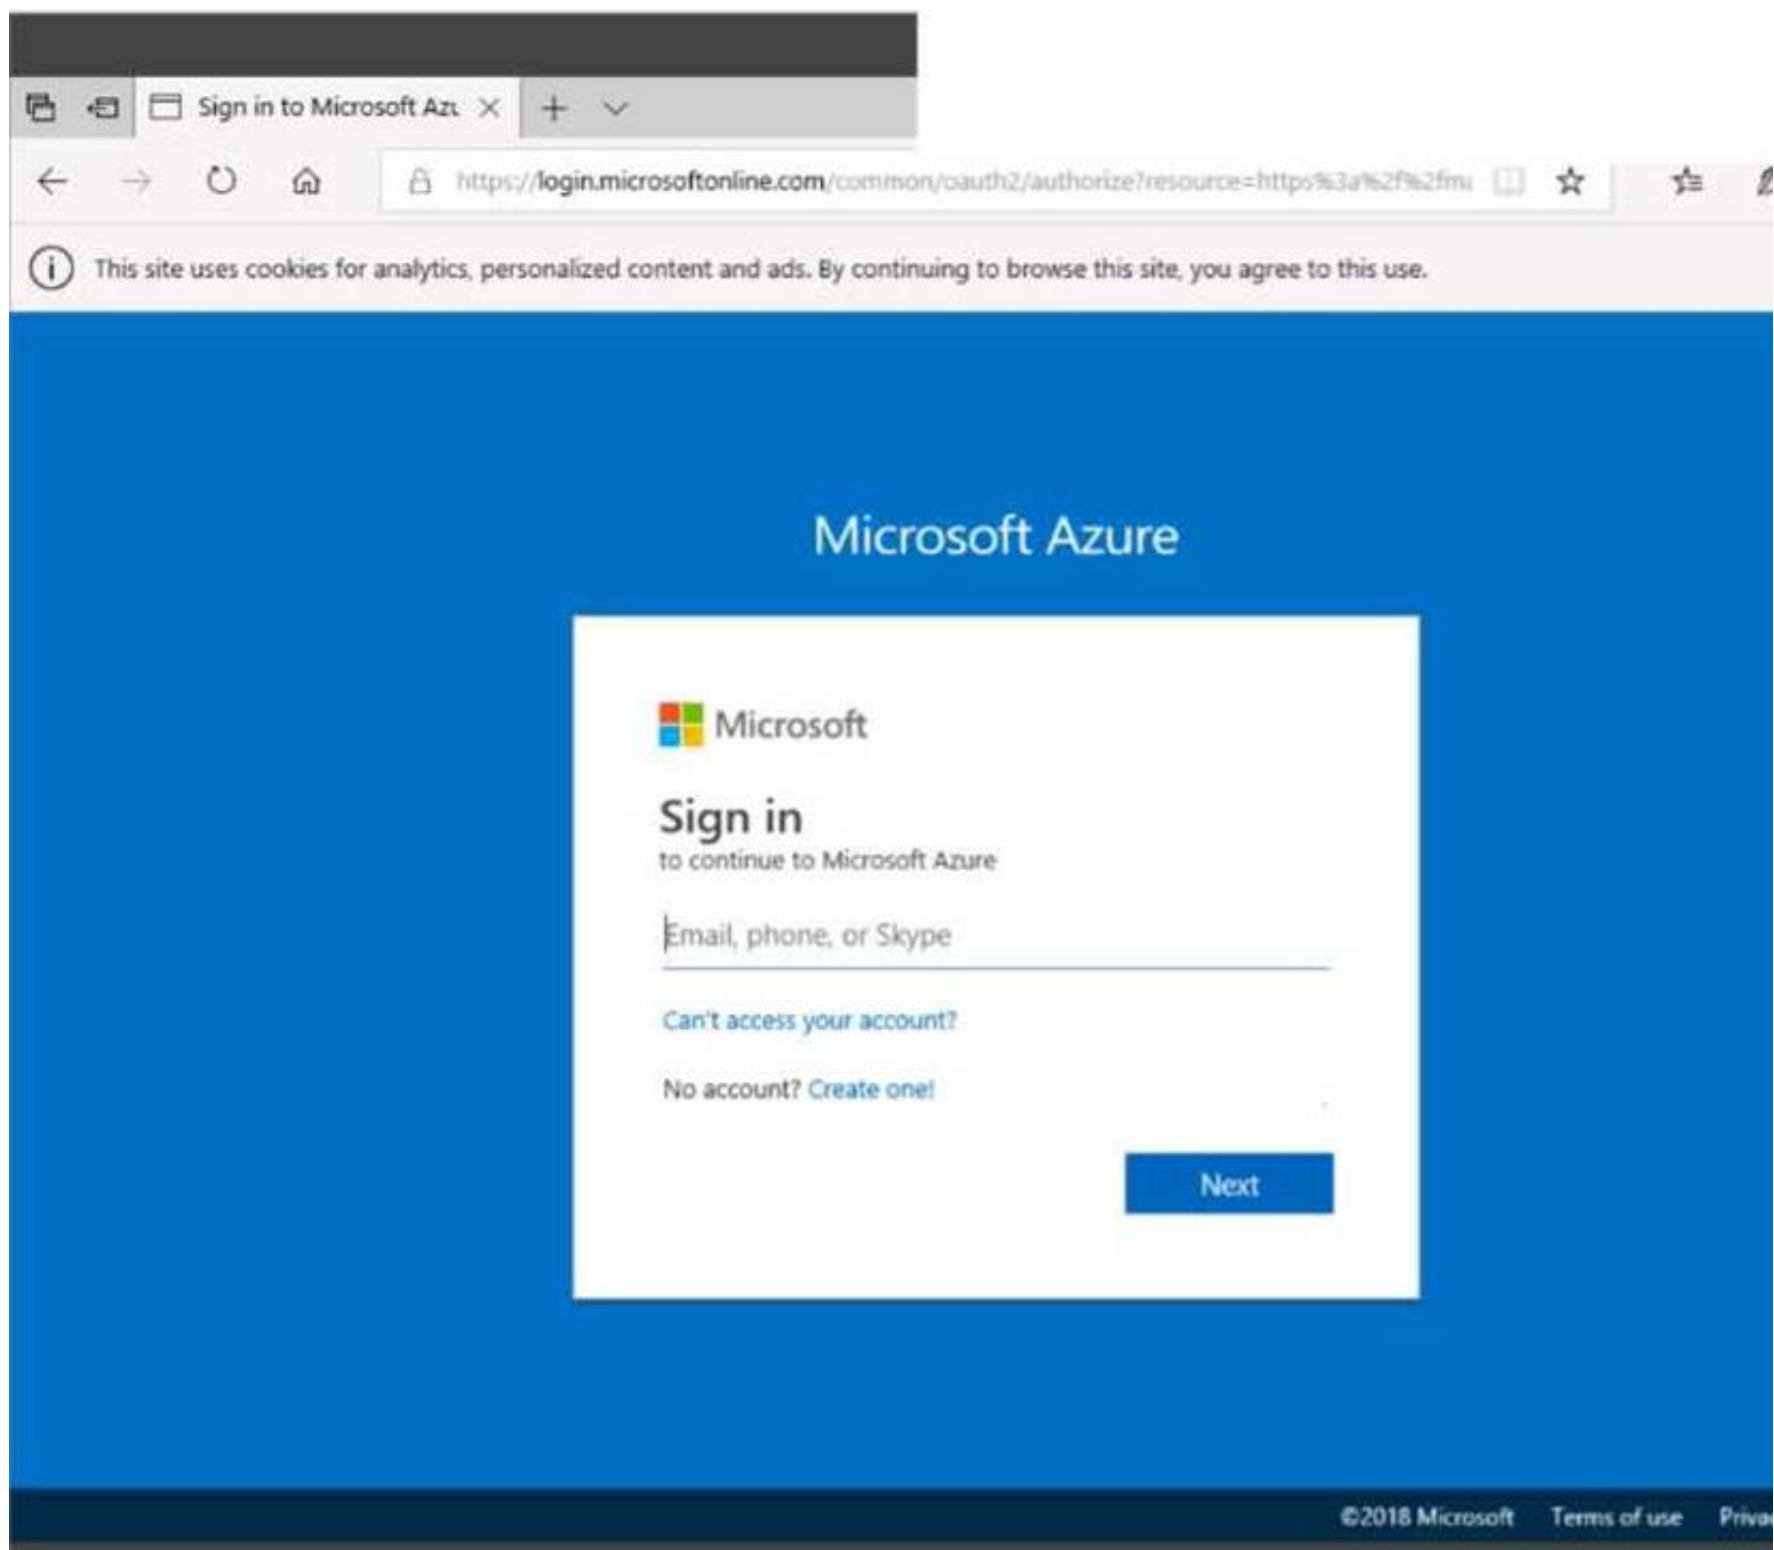 Sign in to Microsoft Azu
https://login.microsoftonline.com/common/oauth2/authorize?resource=https%3a%2f%2fma
This site uses cookies for analytics, personalized content and ads. By continuing to browse this site, you agree to this use.
Microsoft Azure
Microsoft
Sign in
to continue to Microsoft Azure
Email, phone, or Skype
Can't access your account?
No account? Create one!
Next
©2018 Microsoft Terms of use Priva